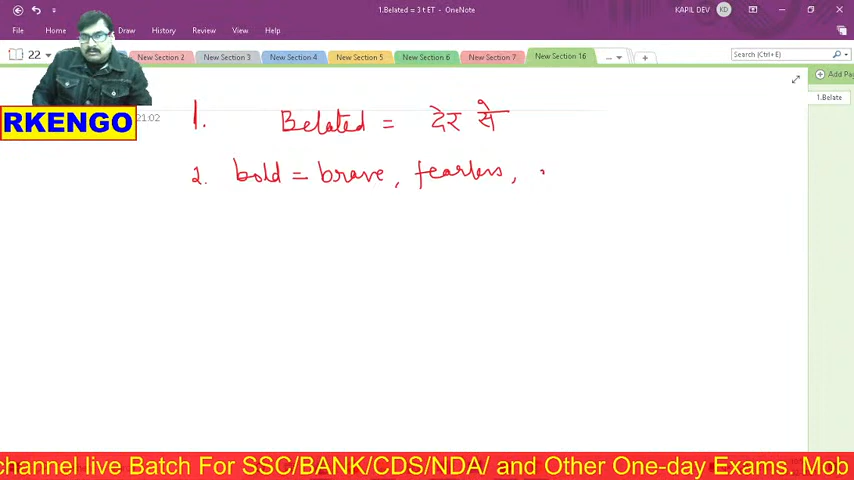 1.Belated = 3 t ET - OneNote
KAPIL DEV KD
File Home Draw History Review View Help
22 New Section 2 New Section 3 New Section 4 New Section 5 New Section 6 New Section 7 New Section 16 ... + Search (Ctrl+E)
Add Pa
1.Belate
RKENGO 21:02
1. Belated = देर से
2. bold = brave, fearless,
channel live Batch For SSC/BANK/CDS/NDA/ and Other One-day Exams. Mob